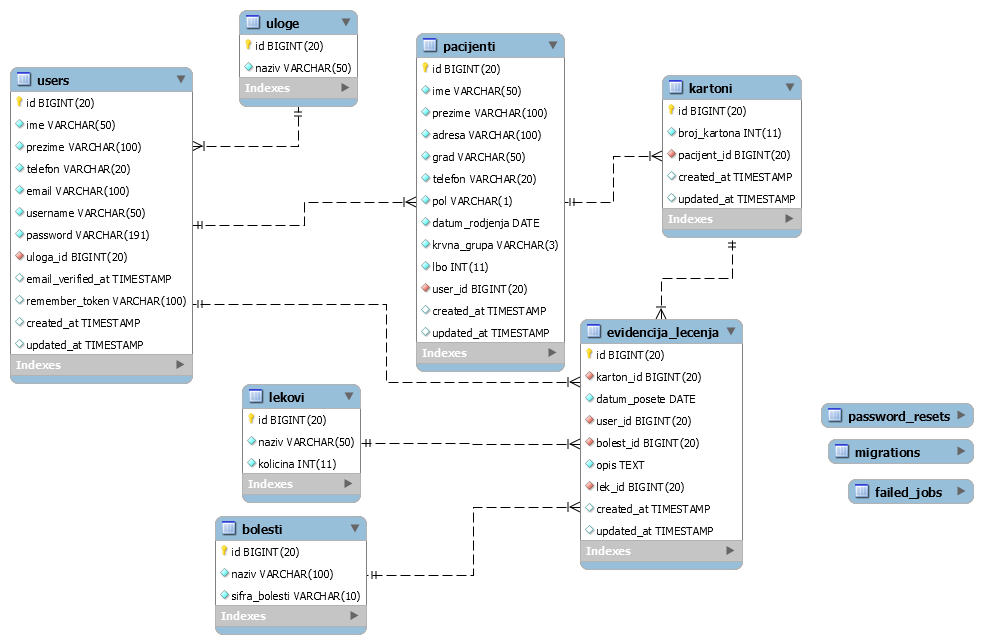 uloge
id BIGINT(20)
naziv VARCHAR(50)
Indexes
users
id BIGINT(20)
ime VARCHAR(50)
prezime VARCHAR(100)
telefon VARCHAR(20)
email VARCHAR(100)
username VARCHAR(50)
password VARCHAR(191)
uloga_id BIGINT(20)
email_verified_at TIMESTAMP
remember_token VARCHAR(100)
created_at TIMESTAMP
updated_at TIMESTAMP
Indexes
pacijenti
id BIGINT(20)
ime VARCHAR(50)
prezime VARCHAR(100)
adresa VARCHAR(100)
grad VARCHAR(50)
telefon VARCHAR(20)
pol VARCHAR(1)
datum_rodjenja DATE
krvna_grupa VARCHAR(3)
lbo INT(11)
user_id BIGINT(20)
created_at TIMESTAMP
updated_at TIMESTAMP
Indexes
kartoni
id BIGINT(20)
broj_kartona INT(11)
pacijent_id BIGINT(20)
created_at TIMESTAMP
updated_at TIMESTAMP
Indexes
evidencija_lecenja
id BIGINT(20)
karton_id BIGINT(20)
datum_posete DATE
user_id BIGINT(20)
bolest_id BIGINT(20)
opis TEXT
lek_id BIGINT(20)
created_at TIMESTAMP
updated_at TIMESTAMP
Indexes
lekovi
id BIGINT(20)
naziv VARCHAR(50)
kolicina INT(11)
Indexes
bolesti
id BIGINT(20)
naziv VARCHAR(100)
sifra_bolesti VARCHAR(10)
Indexes
password_resets
migrations
failed_jobs